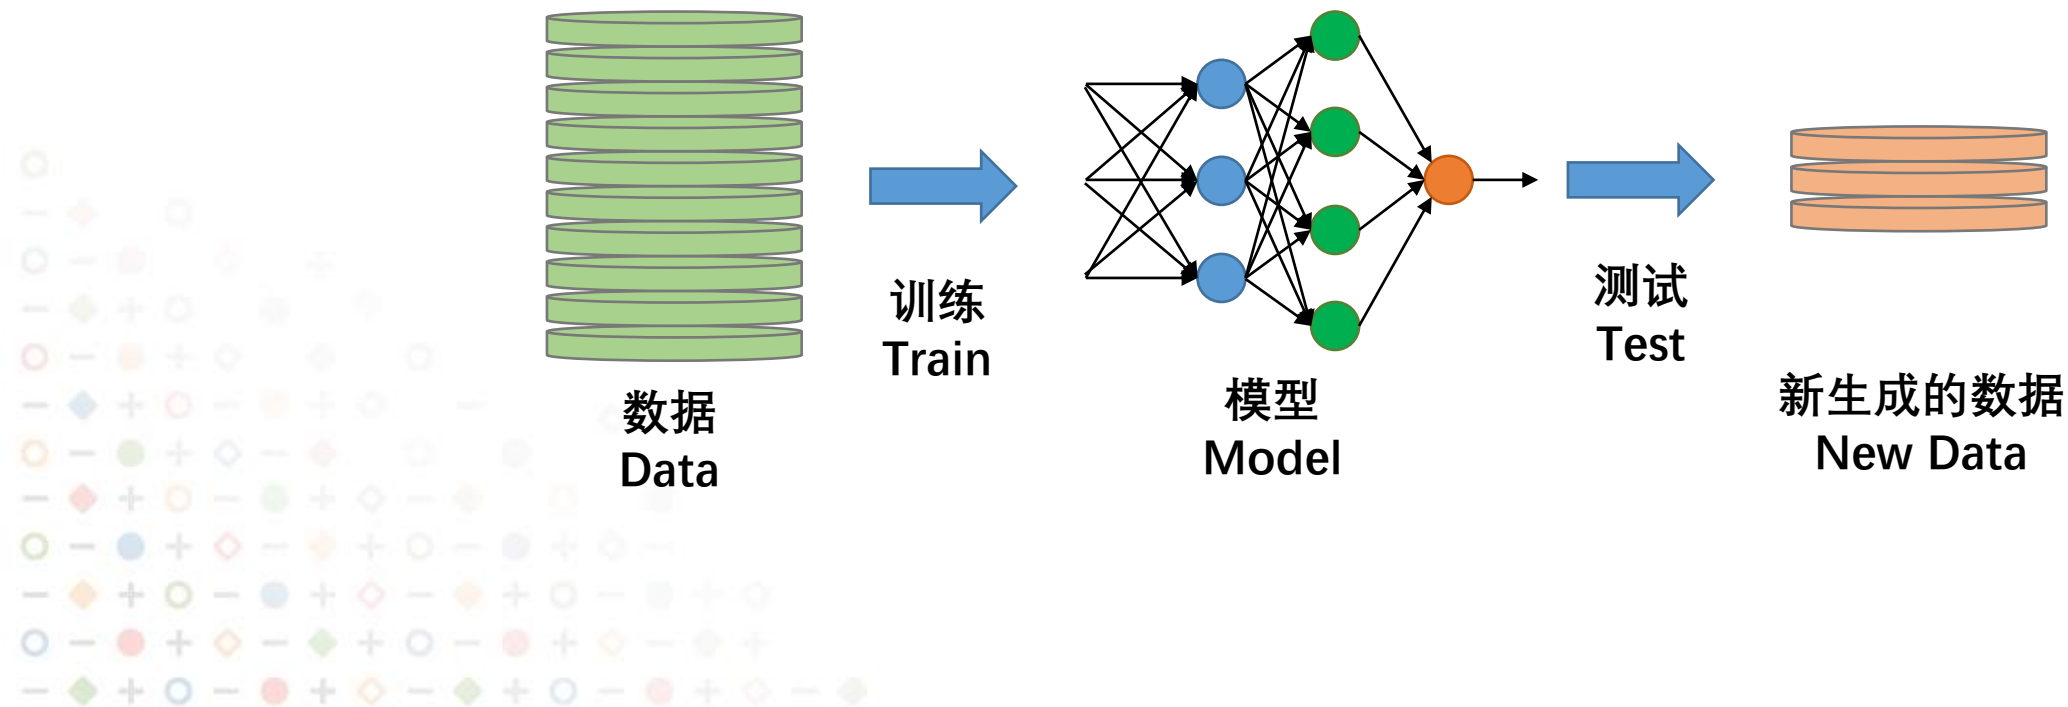 数据
Data
训练
Train
模型
Model
测试
Test
新生成的数据
New Data